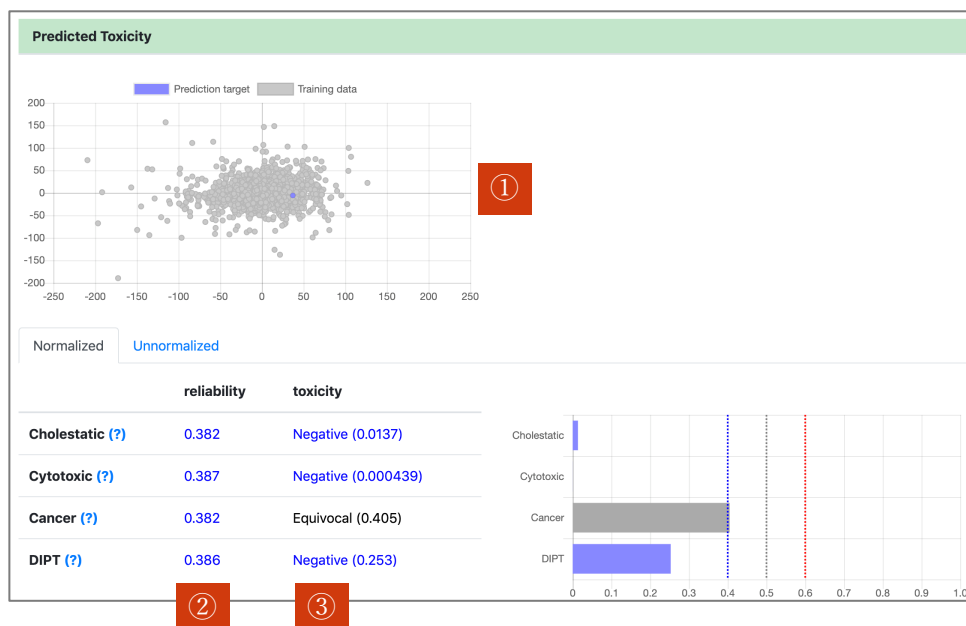 Predicted Toxicity
Prediction target Training data
200
150
100
50
0
-50
-100
-150
-200
-250 -200 -150 -100 -50 0 50 100 150 200 250
①
Normalized Unnormalized
reliability toxicity
Cholestatic (?) 0.382 Negative (0.0137)
Cytotoxic (?) 0.387 Negative (0.000439)
Cancer (?) 0.382 Equivocal (0.405)
DIPT (?) 0.386 Negative (0.253)
② ③
Cholestatic
Cytotoxic
Cancer
DIPT
0 0.1 0.2 0.3 0.4 0.5 0.6 0.7 0.8 0.9 1.0